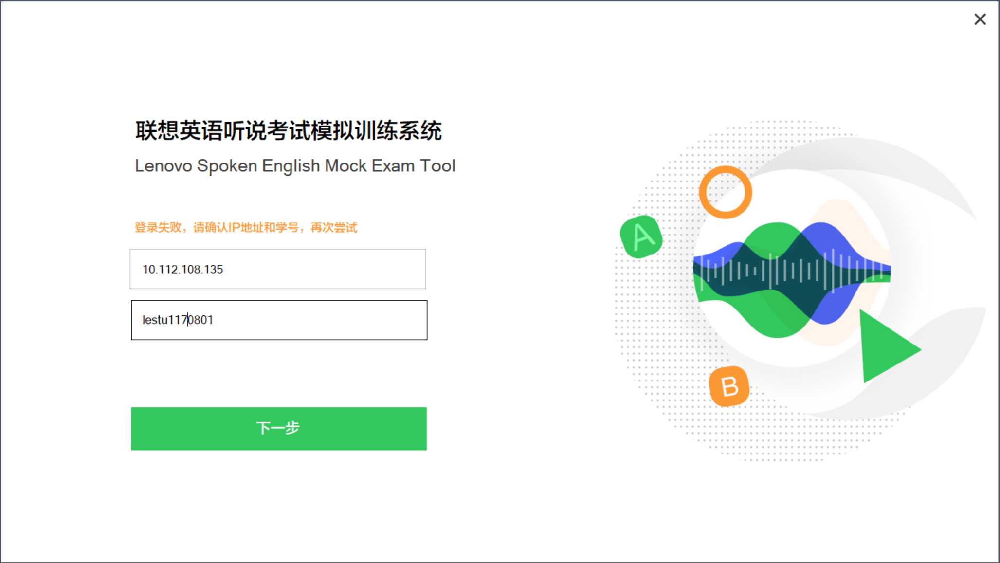 联想英语听说考试模拟训练系统
Lenovo Spoken English Mock Exam Tool
登录失败，请确认IP地址和学号，再次尝试
10.112.108.135
lestu1170801
下一步
A
B